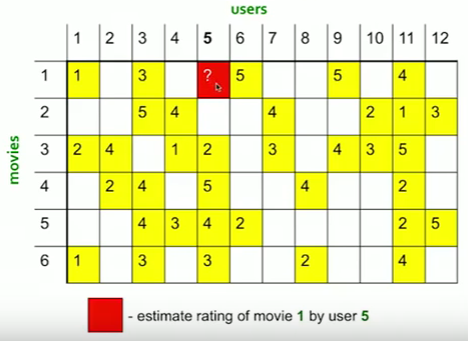 users
1 2 3 4 5 6 7 8 9 10 11 12
movies
1 1 3 ? 5 5 4
2 5 4 4 2 1 3
3 2 4 1 2 3 4 3 5
4 2 4 5 4 2
5 4 3 4 2 2 5
6 1 3 3 2 4
- estimate rating of movie 1 by user 5